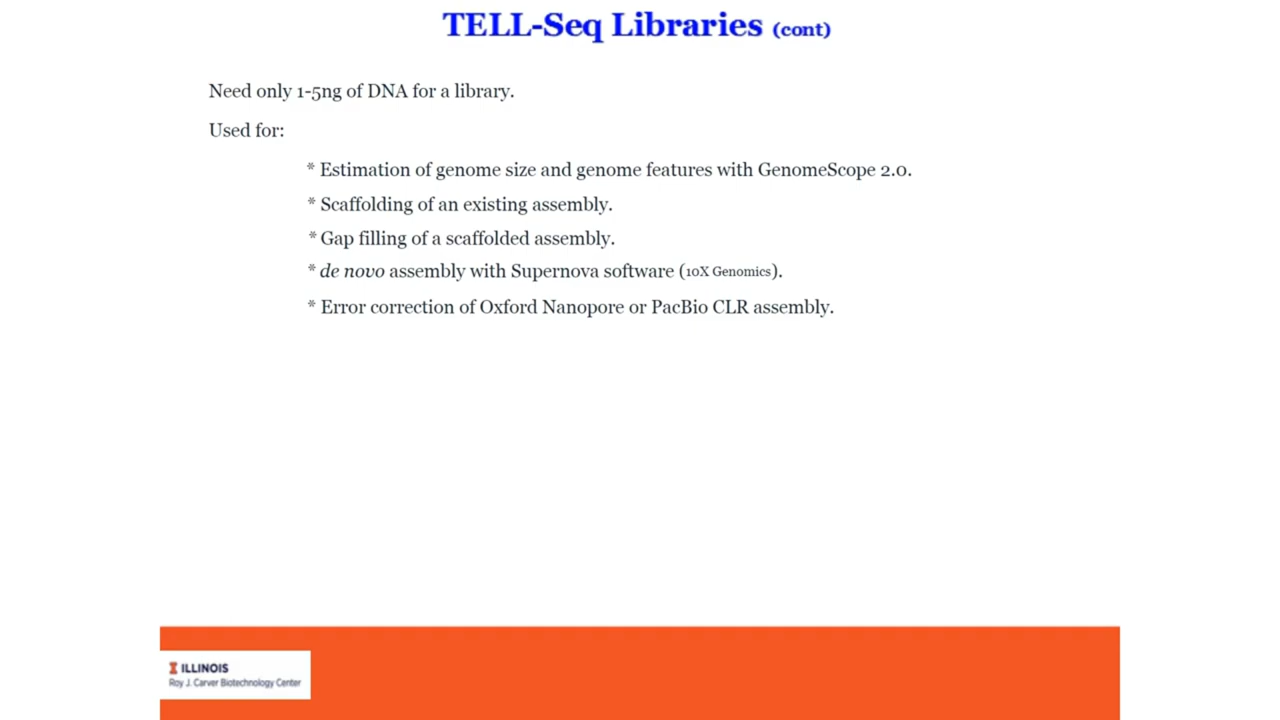 TELL-Seq Libraries (cont)
Need only 1-5ng of DNA for a library.
Used for:
* Estimation of genome size and genome features with GenomeScope 2.0.
* Scaffolding of an existing assembly.
* Gap filling of a scaffolded assembly.
* de novo assembly with Supernova software (10X Genomics).
* Error correction of Oxford Nanopore or PacBio CLR assembly.
I ILLINOIS
Roy J. Carver Biotechnology Center